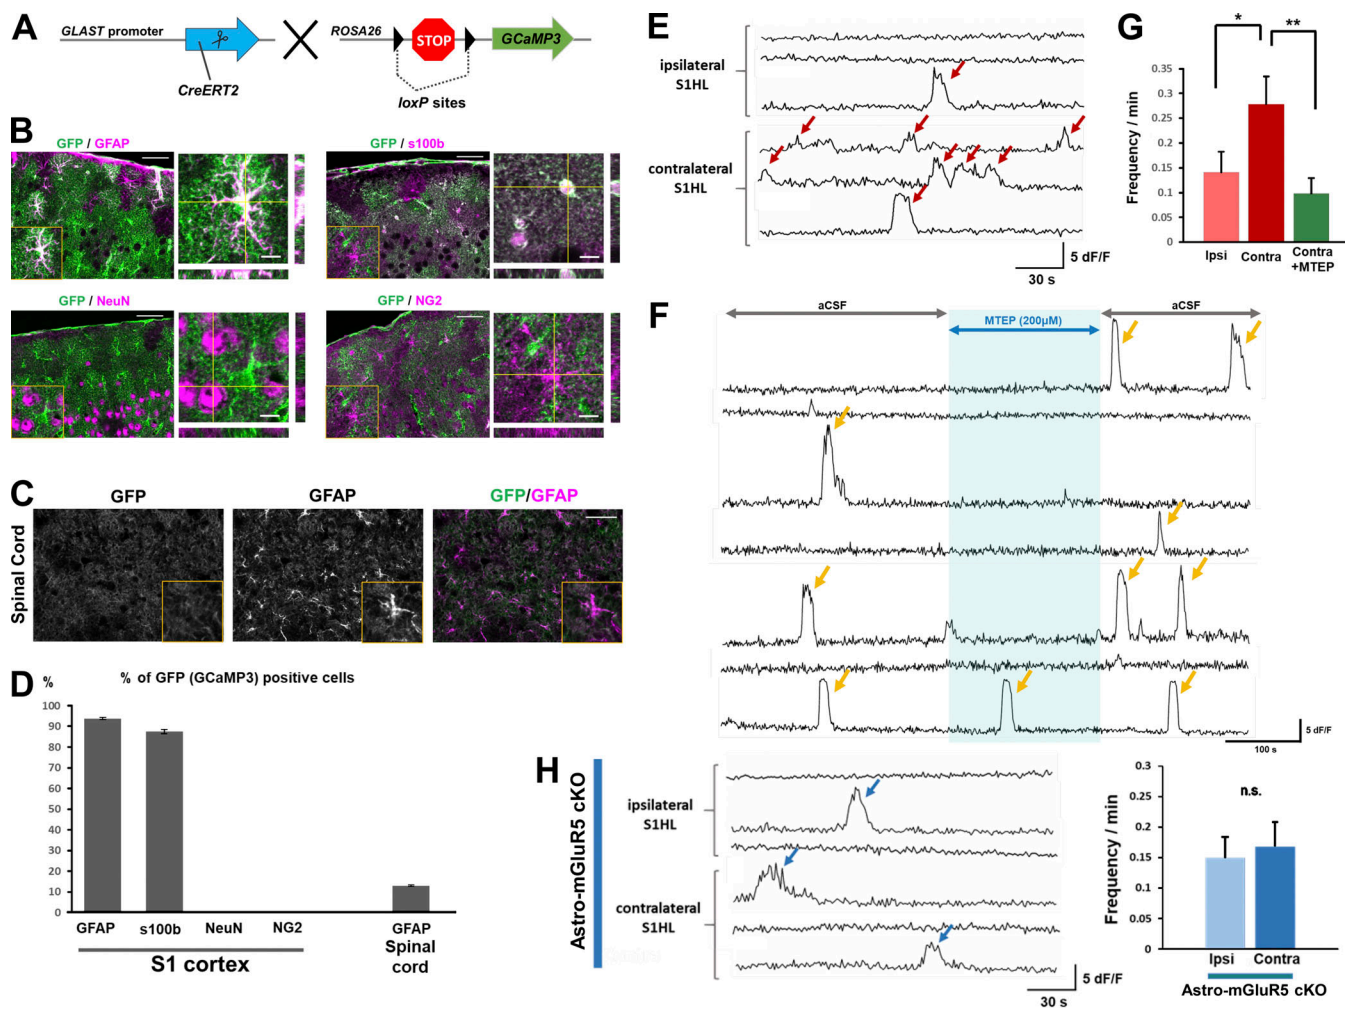 A
GLAST promoter
CreERT2
ROSA26
STOP
GCaMP3
loxP sites
B
GFP / GFAP
GFP / s100b
GFP / NeuN
GFP / NG2
C
GFP
GFAP
GFP/GFAP
Spinal Cord
D
%
% of GFP (GCaMP3) positive cells
100
90
80
70
60
50
40
30
20
10
0
GFAP
s100b
NeuN
NG2
GFAP
Spinal
cord
S1 cortex
E
ipsilateral
S1HL
contralateral
S1HL
5 dF/F
30 s
G
*
**
Frequency / min
0.35
0.3
0.25
0.2
0.15
0.1
0.05
0
Ipsi
Contra
Contra
+MTEP
F
aCSF
MTEP (200μM)
aCSF
5 dF/F
100 s
H
Astro-mGluR5 cKO
ipsilateral
S1HL
contralateral
S1HL
5 dF/F
30 s
Frequency / min
0.3
0.25
0.2
0.15
0.1
0.05
0
n.s.
Ipsi
Contra
Astro-mGluR5 cKO